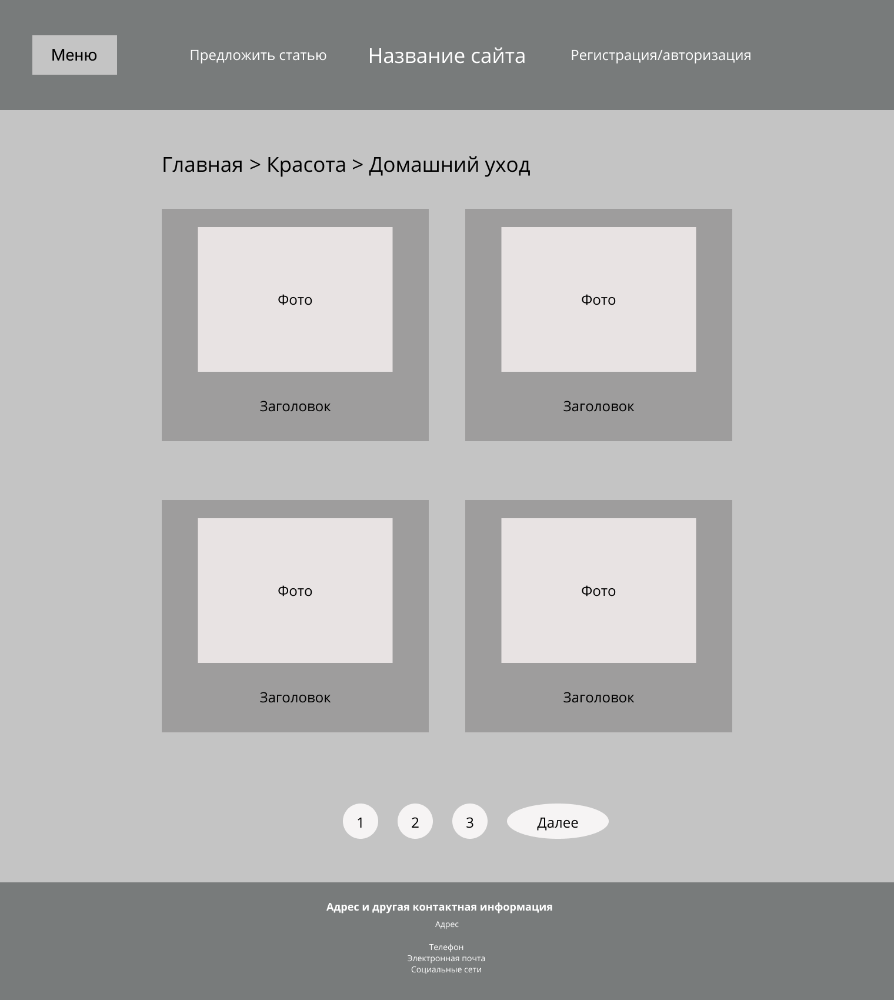 Меню
Предложить статью
Название сайта
Регистрация/авторизация
Главная > Красота > Домашний уход
Фото
Фото
Заголовок
Заголовок
Фото
Фото
Заголовок
Заголовок
1
2
3
Далее
Адрес и другая контактная информация
Адрес
Телефон
Электронная почта
Социальные сети